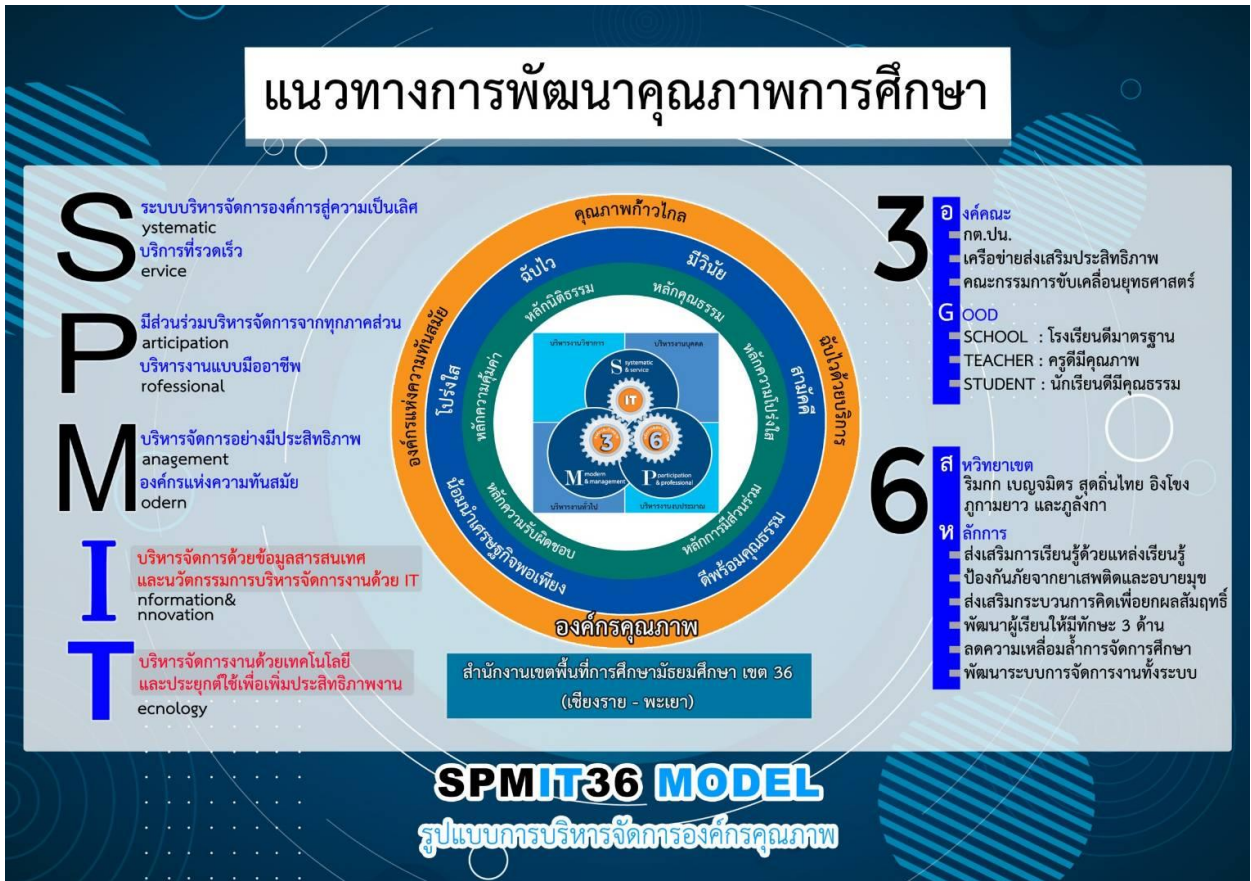 แนวทางการพัฒนาคุณภาพการศึกษา
S
ระบบบริหารจัดการองค์การสู่ความเป็นเลิศ
ystematic
บริการที่รวดเร็ว
ervice
P
มีส่วนร่วมบริหารจัดการจากทุกภาคส่วน
articipation
บริหารงานแบบมืออาชีพ
rofessional
M
บริหารจัดการอย่างมีประสิทธิภาพ
anagement
องค์กรแห่งความทันสมัย
odern
I
บริหารจัดการด้วยข้อมูลสารสนเทศ
และนวัตกรรมการบริหารจัดการงานด้วย IT
nformation&
nnovation
T
บริหารจัดการงานด้วยเทคโนโลยี
และประยุกต์ใช้เพื่อเพิ่มประสิทธิภาพงาน
ecnology
คุณภาพก้าวไกล
ฉับไวด้วยบริการ
องค์กรคุณภาพ
องค์กรแห่งความทันสมัย
ฉับไว
มีวินัย
สามัคคี
ดีพร้อมคุณธรรม
น้อมนำเศรษฐกิจพอเพียง
โปร่งใส
หลักนิติธรรม
หลักคุณธรรม
หลักความโปร่งใส
หลักการมีส่วนร่วม
หลักความรับผิดชอบ
หลักความคุ้มค่า
บริหารงานวิชาการ
บริหารงานบุคคล
S systematic
& service
IT
3
6
M modern
& management
P participation
& professional
บริหารงานทั่วไป
บริหารงานงบประมาณ
สำนักงานเขตพื้นที่การศึกษามัธยมศึกษา เขต 36
(เชียงราย - พะเยา)
3
อ งค์คณะ
กต.ปน.
เครือข่ายส่งเสริมประสิทธิภาพ
คณะกรรมการขับเคลื่อนยุทธศาสตร์
G OOD
SCHOOL : โรงเรียนดีมาตรฐาน
TEACHER : ครูดีมีคุณภาพ
STUDENT : นักเรียนดีมีคุณธรรม
6
ส หวิทยาเขต
ริมกก เบญจมิตร สุดถิ่นไทย อิงโขง
ภูกามยาว และภูลังกา
ห ลักการ
ส่งเสริมการเรียนรู้ด้วยแหล่งเรียนรู้
ป้องกันภัยจากยาเสพติดและอบายมุข
ส่งเสริมกระบวนการคิดเพื่อยกผลสัมฤทธิ์
พัฒนาผู้เรียนให้มีทักษะ 3 ด้าน
ลดความเหลื่อมล้ำการจัดการศึกษา
พัฒนาระบบการจัดการงานทั้งระบบ
SPMIT36 MODEL
รูปแบบการบริหารจัดการองค์กรคุณภาพ